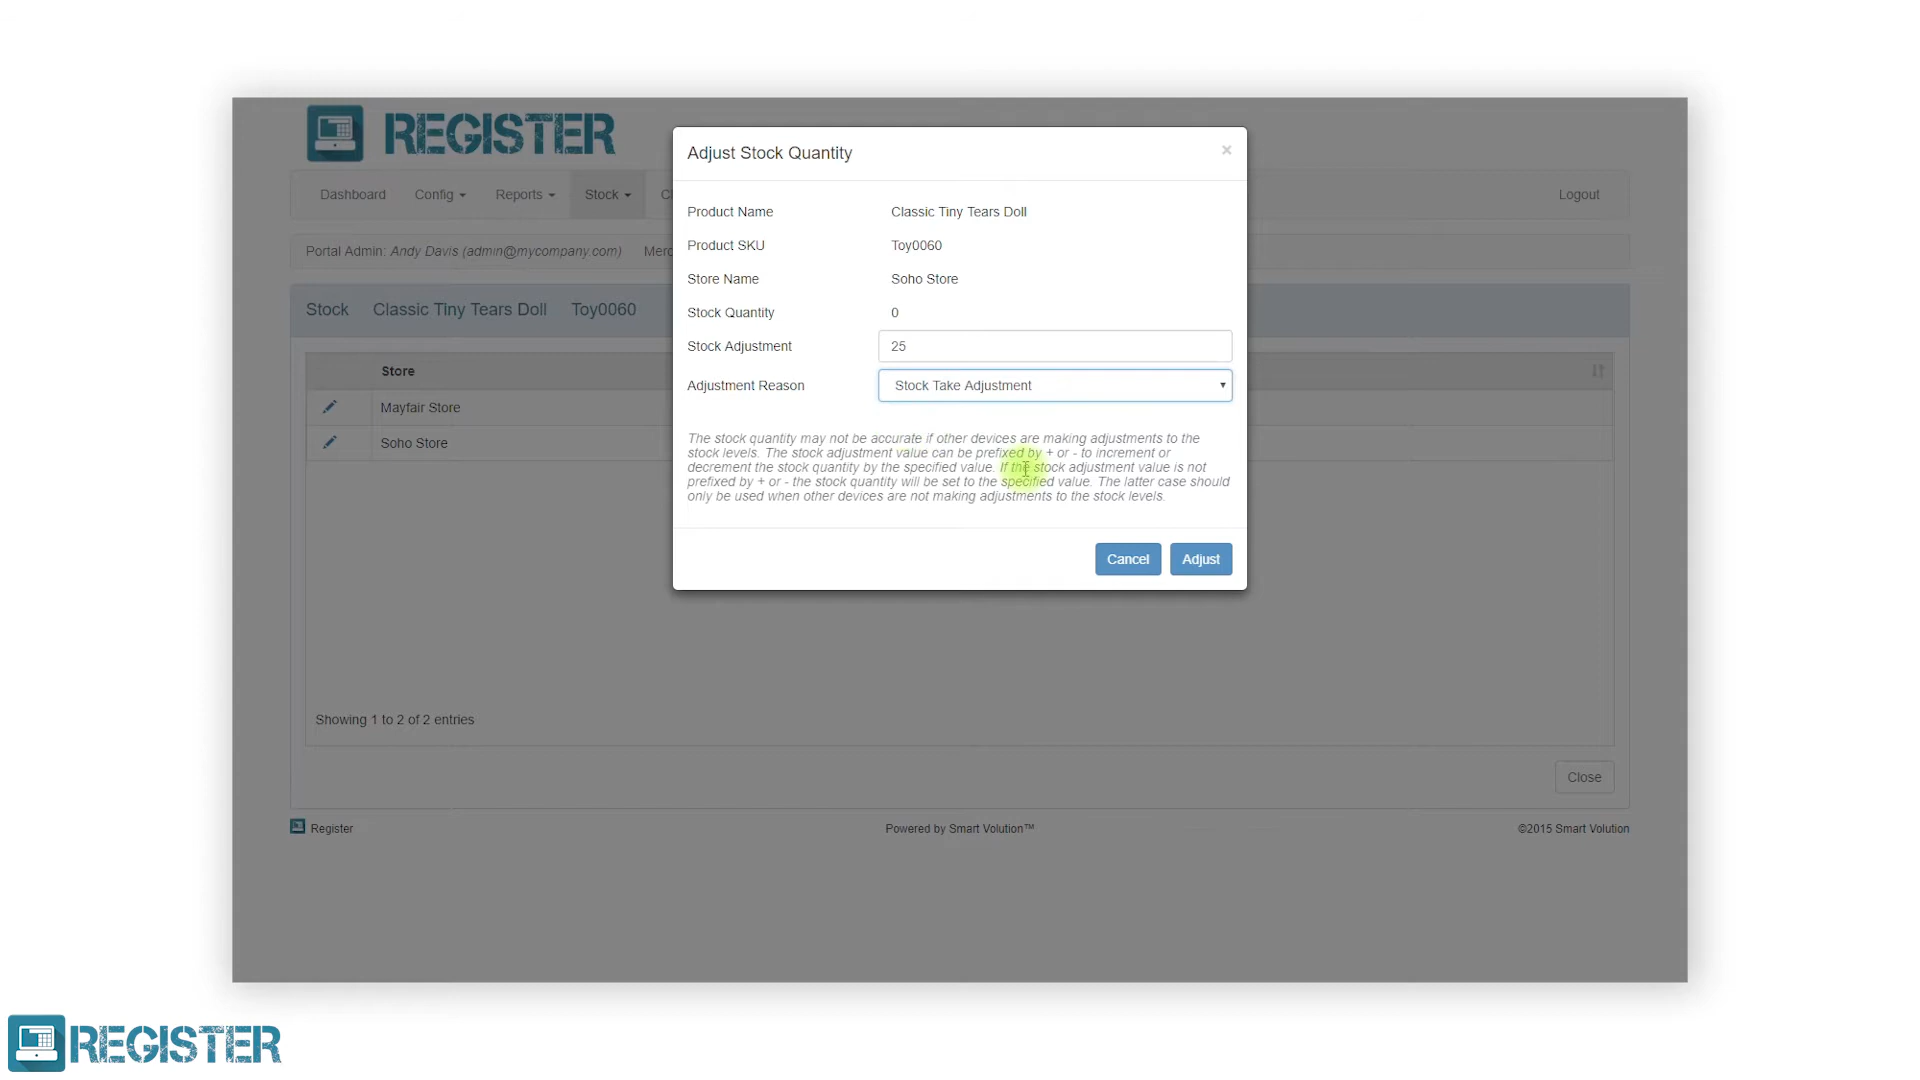 REGISTER
Dashboard Config Reports Stock Logout
Portal Admin: Andy Davis (admin@mycompany.com)
Stock Classic Tiny Tears Doll Toy0060
Store
Mayfair Store
Soho Store
Showing 1 to 2 of 2 entries
Close
Register Powered by Smart Volution™ ©2015 Smart Volution
Adjust Stock Quantity ×
Product Name Classic Tiny Tears Doll
Product SKU Toy0060
Store Name Soho Store
Stock Quantity 0
Stock Adjustment 25
Adjustment Reason Stock Take Adjustment
The stock quantity may not be accurate if other devices are making adjustments to the
stock levels. The stock adjustment value can be prefixed by + or - to increment or
decrement the stock quantity by the specified value. If the stock adjustment value is not
prefixed by + or - the stock quantity will be set to the specified value. The latter case should
only be used when other devices are not making adjustments to the stock levels.
Cancel Adjust
REGISTER